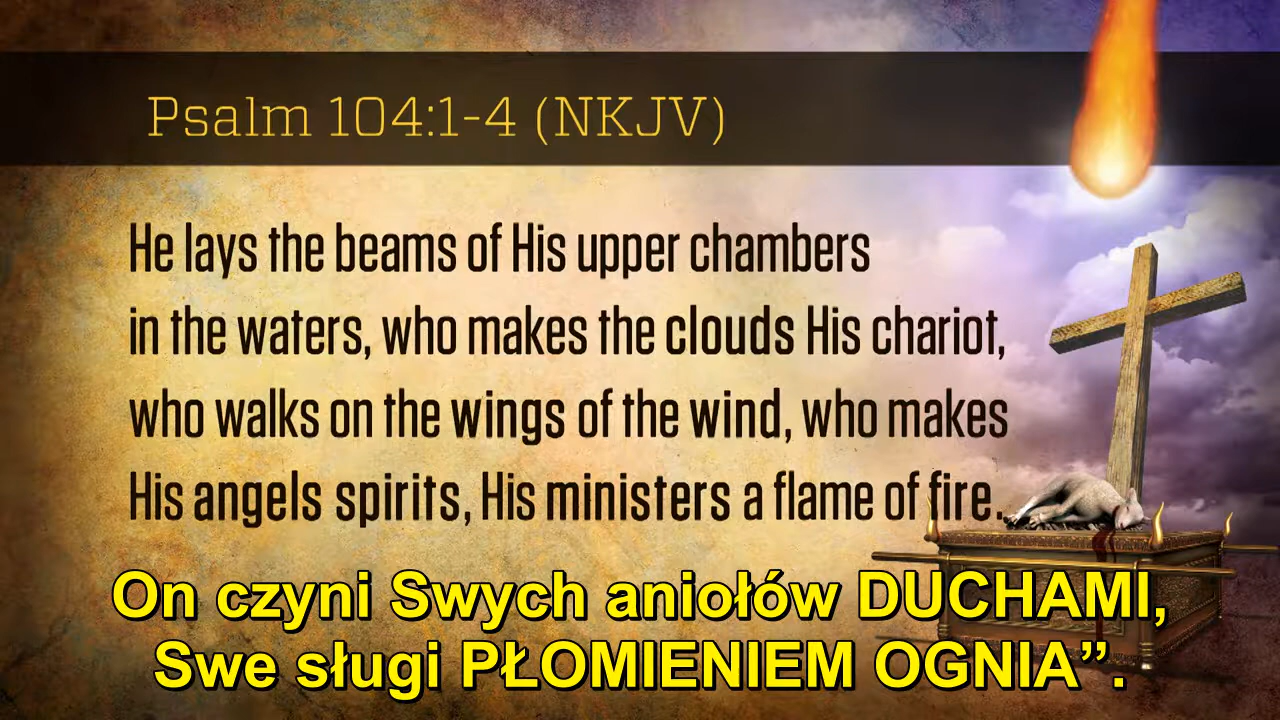 Psalm 104:1-4 (NKJV)
He lays the beams of His upper chambers
in the waters, who makes the clouds His chariot,
who walks on the wings of the wind, who makes
His angels spirits, His ministers a flame of fire.
On czyni Swych aniołów DUCHAMI,
Swe sługi PŁOMIENIEM OGNIA”.